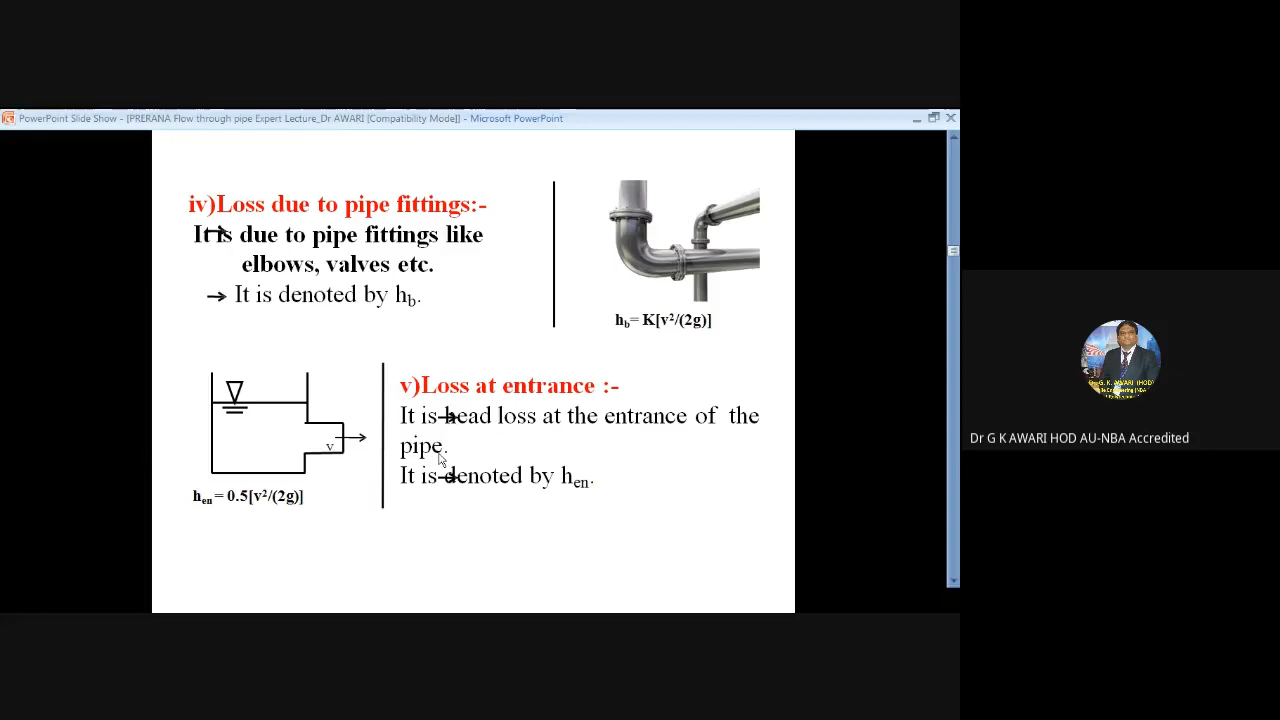 PowerPoint Slide Show - [PRERANA Flow through pipe Expert Lecture_Dr AWARI [Compatibility Mode]] - Microsoft PowerPoint
iv)Loss due to pipe fittings:-
It is due to pipe fittings like
elbows, valves etc.
It is denoted by hb.
hb= K[v²/(2g)]
v
hen = 0.5[v²/(2g)]
v)Loss at entrance :-
It is head loss at the entrance of the
pipe.
It is denoted by hen.
G. K. AWARI (HOD)
Dr G K AWARI HOD AU-NBA Accredited